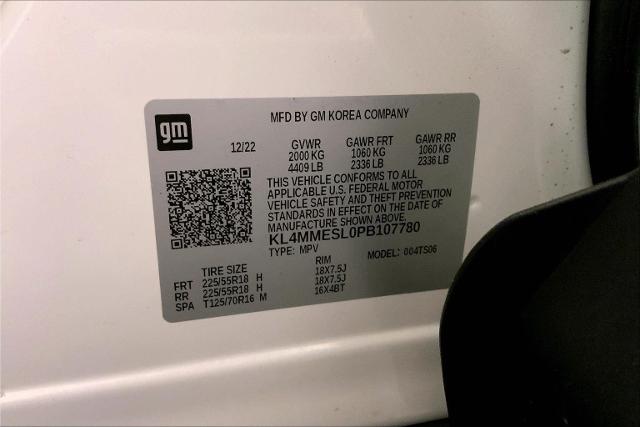 gm
MFD BY GM KOREA COMPANY
12/22 GVWR GAWR FRT GAWR RR
2000 KG 1060 KG 1060 KG
4409 LB 2336 LB 2336 LB
THIS VEHICLE CONFORMS TO ALL
APPLICABLE U.S. FEDERAL MOTOR
VEHICLE SAFETY AND THEFT PREVENTION
STANDARDS IN EFFECT ON THE DATE OF
MANUFACTURE SHOWN ABOVE.
KL4MMESL0PB107780
TYPE: MPV MODEL: 004TS06
TIRE SIZE RIM
FRT 225/55R18 H 18X7.5J
RR 225/55R18 H 18X7.5J
SPA T125/70R16 M 16X4BT